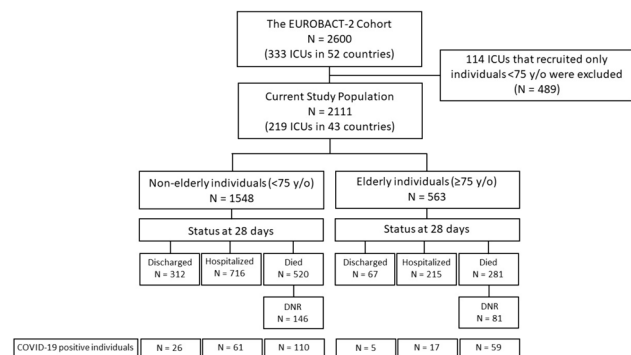 The EUROBACT-2 Cohort
N = 2600
(333 ICUs in 52 countries)
114 ICUs that recruited only
individuals <75 y/o were excluded
(N = 489)
Current Study Population
N = 2111
(219 ICUs in 43 countries)
Non-elderly individuals (<75 y/o)
N = 1548
Elderly individuals (≥75 y/o)
N = 563
Status at 28 days
Status at 28 days
Discharged
N = 312
Hospitalized
N = 716
Died
N = 520
Discharged
N = 67
Hospitalized
N = 215
Died
N = 281
DNR
N = 146
DNR
N = 81
COVID-19 positive individuals
N = 26
N = 61
N = 110
N = 5
N = 17
N = 59